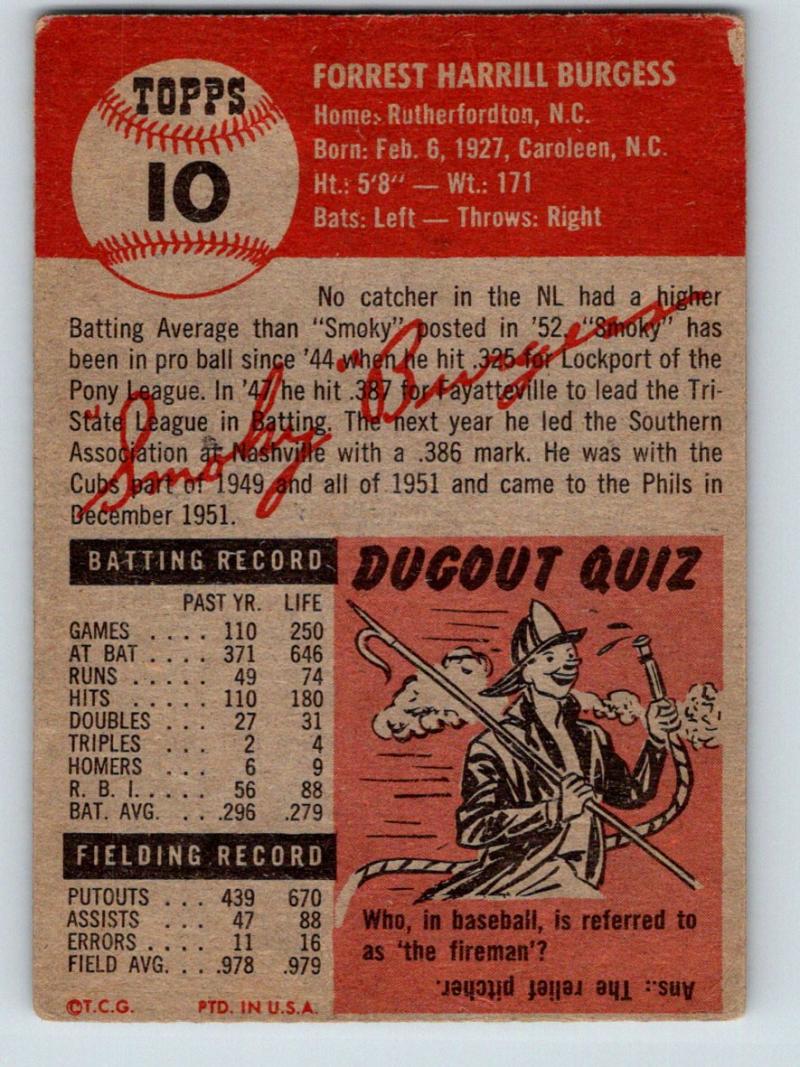 TOPPS
10
FORREST HARRILL BURGESS
Home: Rutherfordton, N.C.
Born: Feb. 6, 1927, Caroleen, N.C.
Ht.: 5'8" — Wt.: 171
Bats: Left — Throws: Right
No catcher in the NL had a higher
Batting Average than "Smoky" posted in '52. "Smoky" has
been in pro ball since '44 when he hit .325 for Lockport of the
Pony League. In '47 he hit .387 for Fayatteville to lead the Tri-
State League in Batting. The next year he led the Southern
Association at Nashville with a .386 mark. He was with the
Cubs part of 1949 and all of 1951 and came to the Phils in
December 1951.
"Smoky" Burgess
BATTING RECORD
PAST YR. LIFE
GAMES . . . . 110 250
AT BAT . . . . 371 646
RUNS . . . . . 49 74
HITS . . . . . 110 180
DOUBLES . . . 27 31
TRIPLES . . . 2 4
HOMERS . . . 6 9
R. B. I. . . . . 56 88
BAT. AVG. . . .296 .279
FIELDING RECORD
PUTOUTS . . . 439 670
ASSISTS . . . 47 88
ERRORS . . . . 11 16
FIELD AVG. . . .978 .979
©T.C.G. PTD. IN U.S.A.
DUGOUT QUIZ
Who, in baseball, is referred to
as 'the fireman'?
Ans.: The relief pitcher.